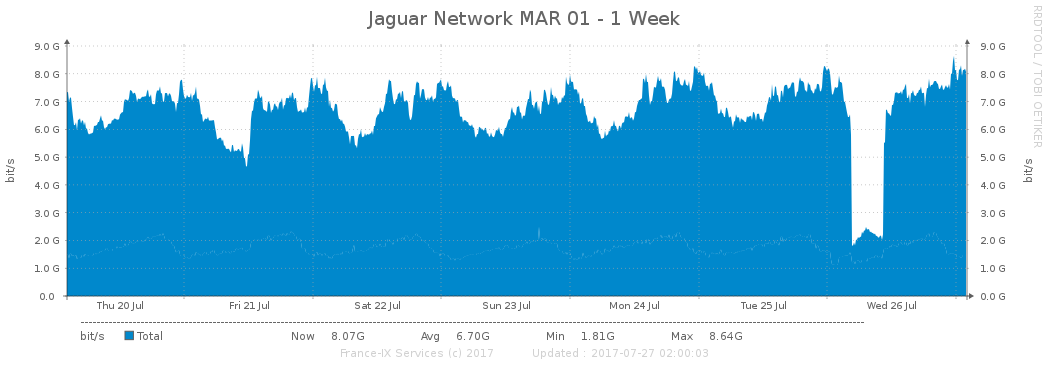 Jaguar Network MAR 01 - 1 Week
RRDTOOL / TOBI OETIKER
9.0 G 9.0 G
8.0 G 8.0 G
7.0 G 7.0 G
6.0 G 6.0 G
5.0 G 5.0 G
4.0 G 4.0 G
3.0 G 3.0 G
2.0 G 2.0 G
1.0 G 1.0 G
0.0 0.0 G
bit/s
bit/s
Thu 20 Jul Fri 21 Jul Sat 22 Jul Sun 23 Jul Mon 24 Jul Tue 25 Jul Wed 26 Jul
bit/s Total Now 8.07G Avg 6.70G Min 1.81G Max 8.64G
France-IX Services (c) 2017 Updated : 2017-07-27 02:00:03